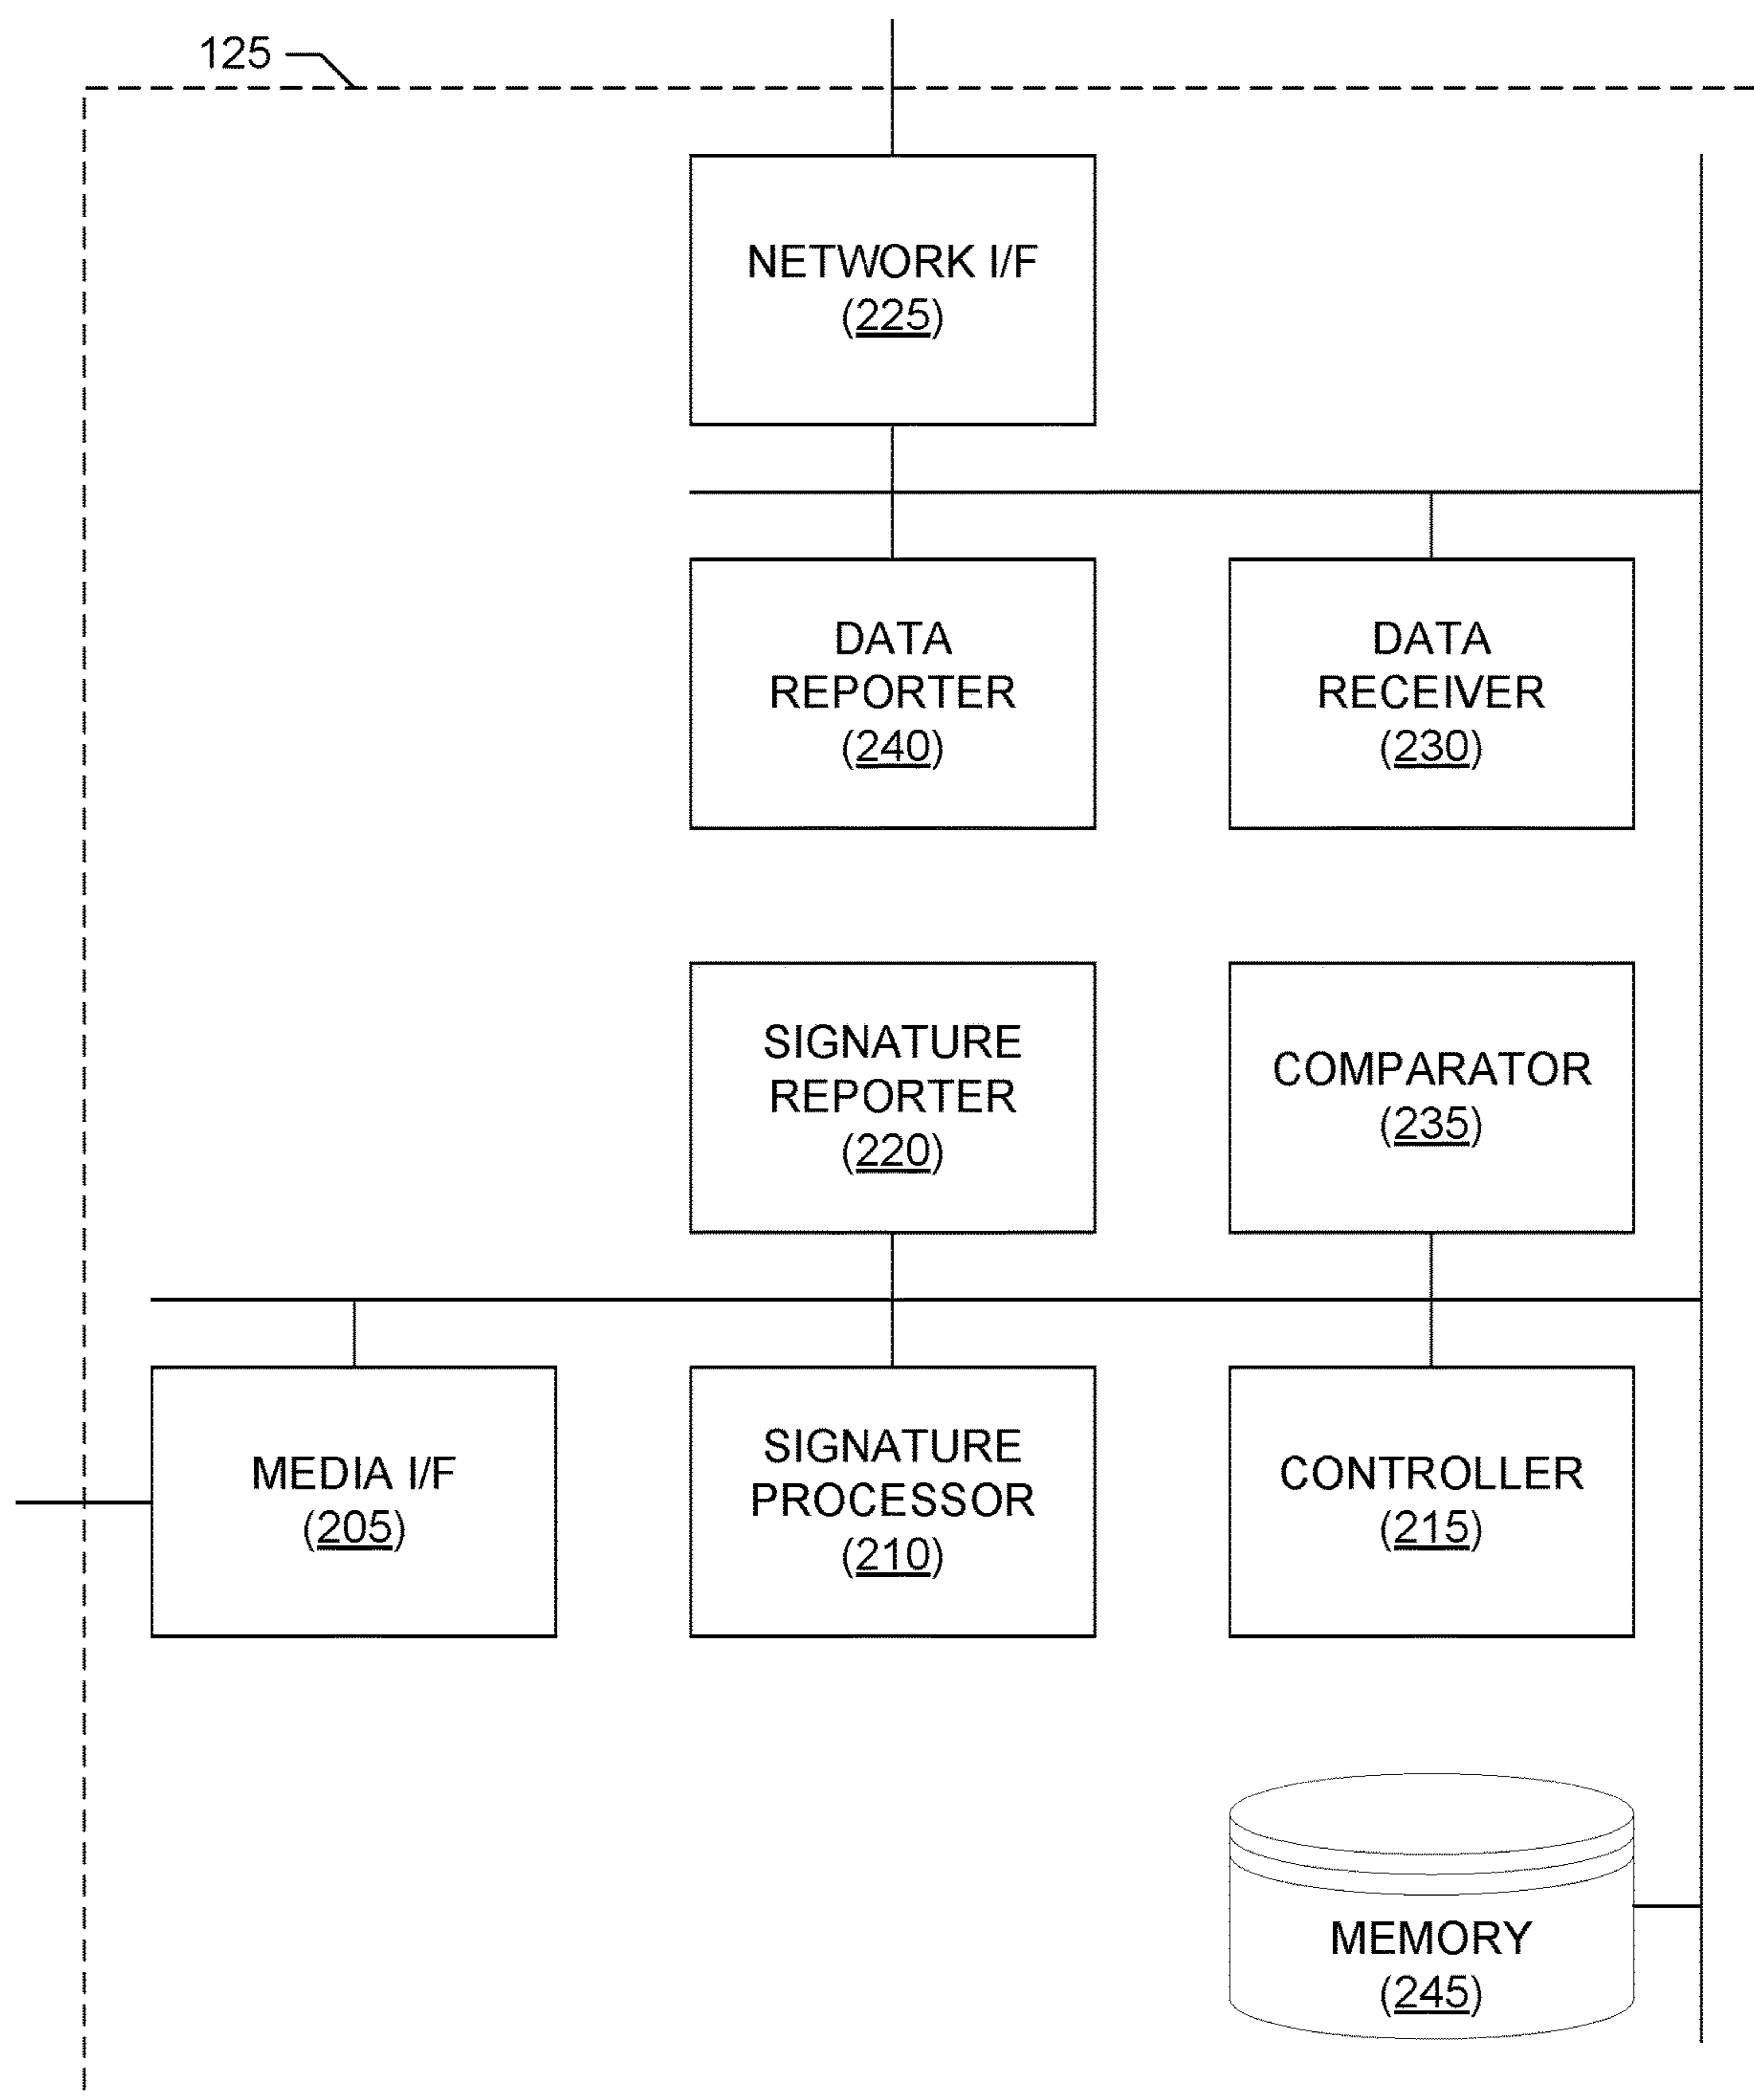 125
NETWORK I/F
(225)
DATA
REPORTER
(240)
DATA
RECEIVER
(230)
SIGNATURE
REPORTER
(220)
COMPARATOR
(235)
MEDIA I/F
(205)
SIGNATURE
PROCESSOR
(210)
CONTROLLER
(215)
MEMORY
(245)